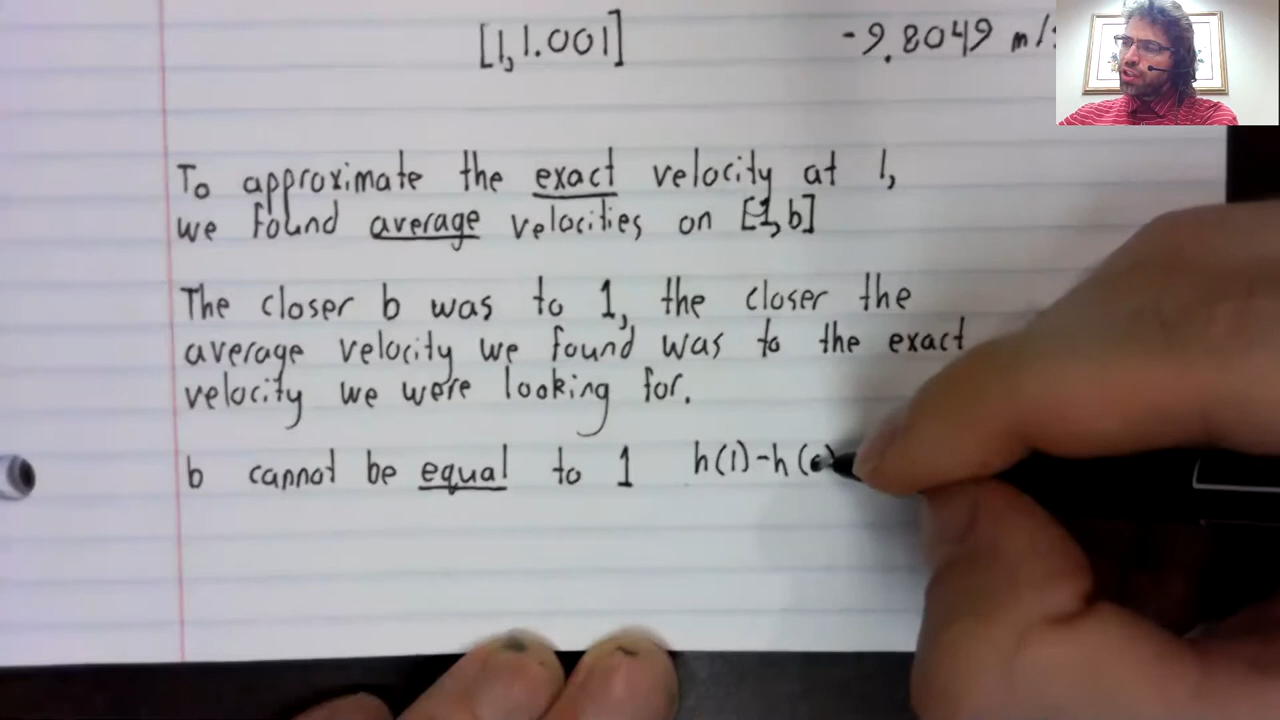 [1, 1.001] -9.8049 m/
To approximate the exact velocity at 1,
we found average velocities on [1, b]
The closer b was to 1, the closer the
average velocity we found was to the exact
velocity we were looking for.
b cannot be equal to 1 h(1)-h(